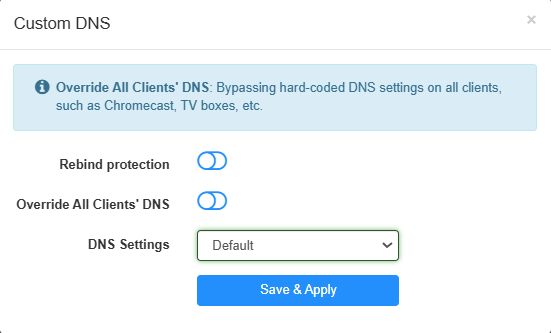 Custom DNS
×
Override All Clients' DNS: Bypassing hard-coded DNS settings on all clients,
such as Chromecast, TV boxes, etc.
Rebind protection
Override All Clients' DNS
DNS Settings
Default
Save & Apply